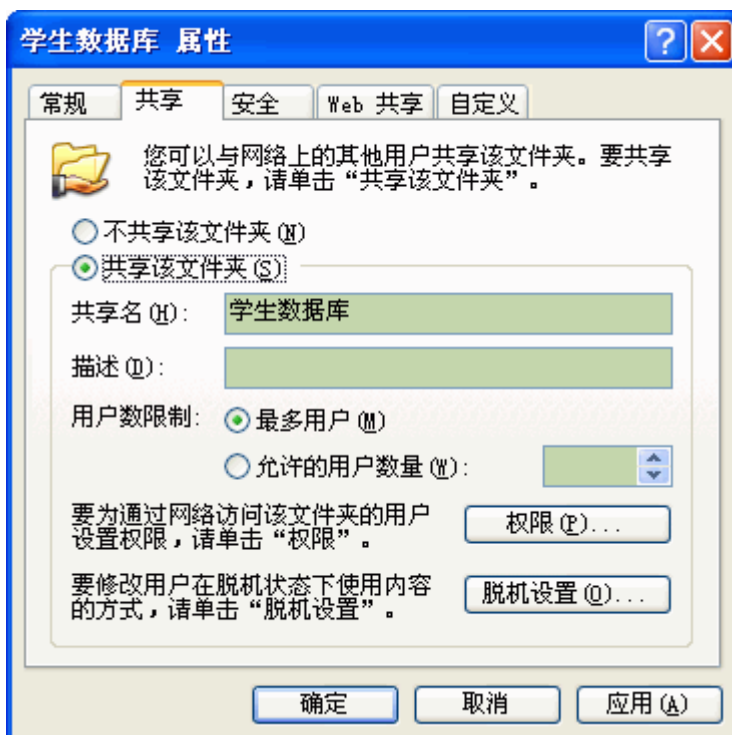 学生数据库 属性
常规 共享 安全 Web 共享 自定义
您可以与网络上的其他用户共享该文件夹。要共享
该文件夹，请单击“共享该文件夹”。
不共享该文件夹(N)
共享该文件夹(S)
共享名(H): 学生数据库
描述(D):
用户数限制: 最多用户(M)
允许的用户数量(W):
要为通过网络访问该文件夹的用户
设置权限，请单击“权限”。
权限(P)...
要修改用户在脱机状态下使用内容
的方式，请单击“脱机设置”。
脱机设置(O)...
确定 取消 应用(A)